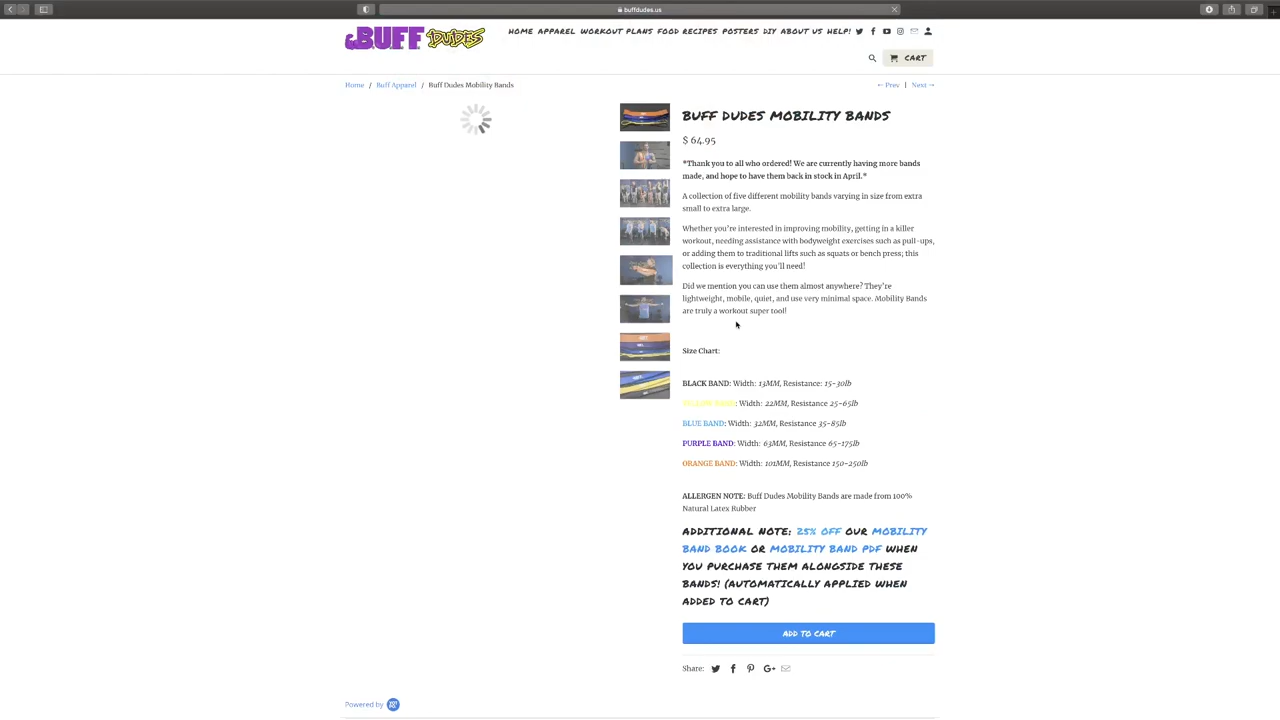 buffdudes.us
BUFF DUDES
HOME APPAREL WORKOUT PLANS FOOD RECIPES POSTERS DIY ABOUT US HELP!
CART
Home / Buff Apparel / Buff Dudes Mobility Bands
← Prev | Next →
BUFF DUDES MOBILITY BANDS
$ 64.95
*Thank you to all who ordered! We are currently having more bands
made, and hope to have them back in stock in April.*
A collection of five different mobility bands varying in size from extra
small to extra large.
Whether you're interested in improving mobility, getting in a killer
workout, needing assistance with bodyweight exercises such as pull-ups,
or adding them to traditional lifts such as squats or bench press; this
collection is everything you'll need!
Did we mention you can use them almost anywhere? They're
lightweight, mobile, quiet, and use very minimal space. Mobility Bands
are truly a workout super tool!
Size Chart:
BLACK BAND: Width: 13MM, Resistance: 15-30lb
YELLOW BAND: Width: 22MM, Resistance 25-65lb
BLUE BAND: Width: 32MM, Resistance 35-85lb
PURPLE BAND: Width: 63MM, Resistance 65-175lb
ORANGE BAND: Width: 101MM, Resistance 150-250lb
ALLERGEN NOTE: Buff Dudes Mobility Bands are made from 100%
Natural Latex Rubber
ADDITIONAL NOTE: 25% OFF OUR MOBILITY
BAND BOOK OR MOBILITY BAND PDF WHEN
YOU PURCHASE THEM ALONGSIDE THESE
BANDS! (AUTOMATICALLY APPLIED WHEN
ADDED TO CART)
ADD TO CART
Share:
Powered by